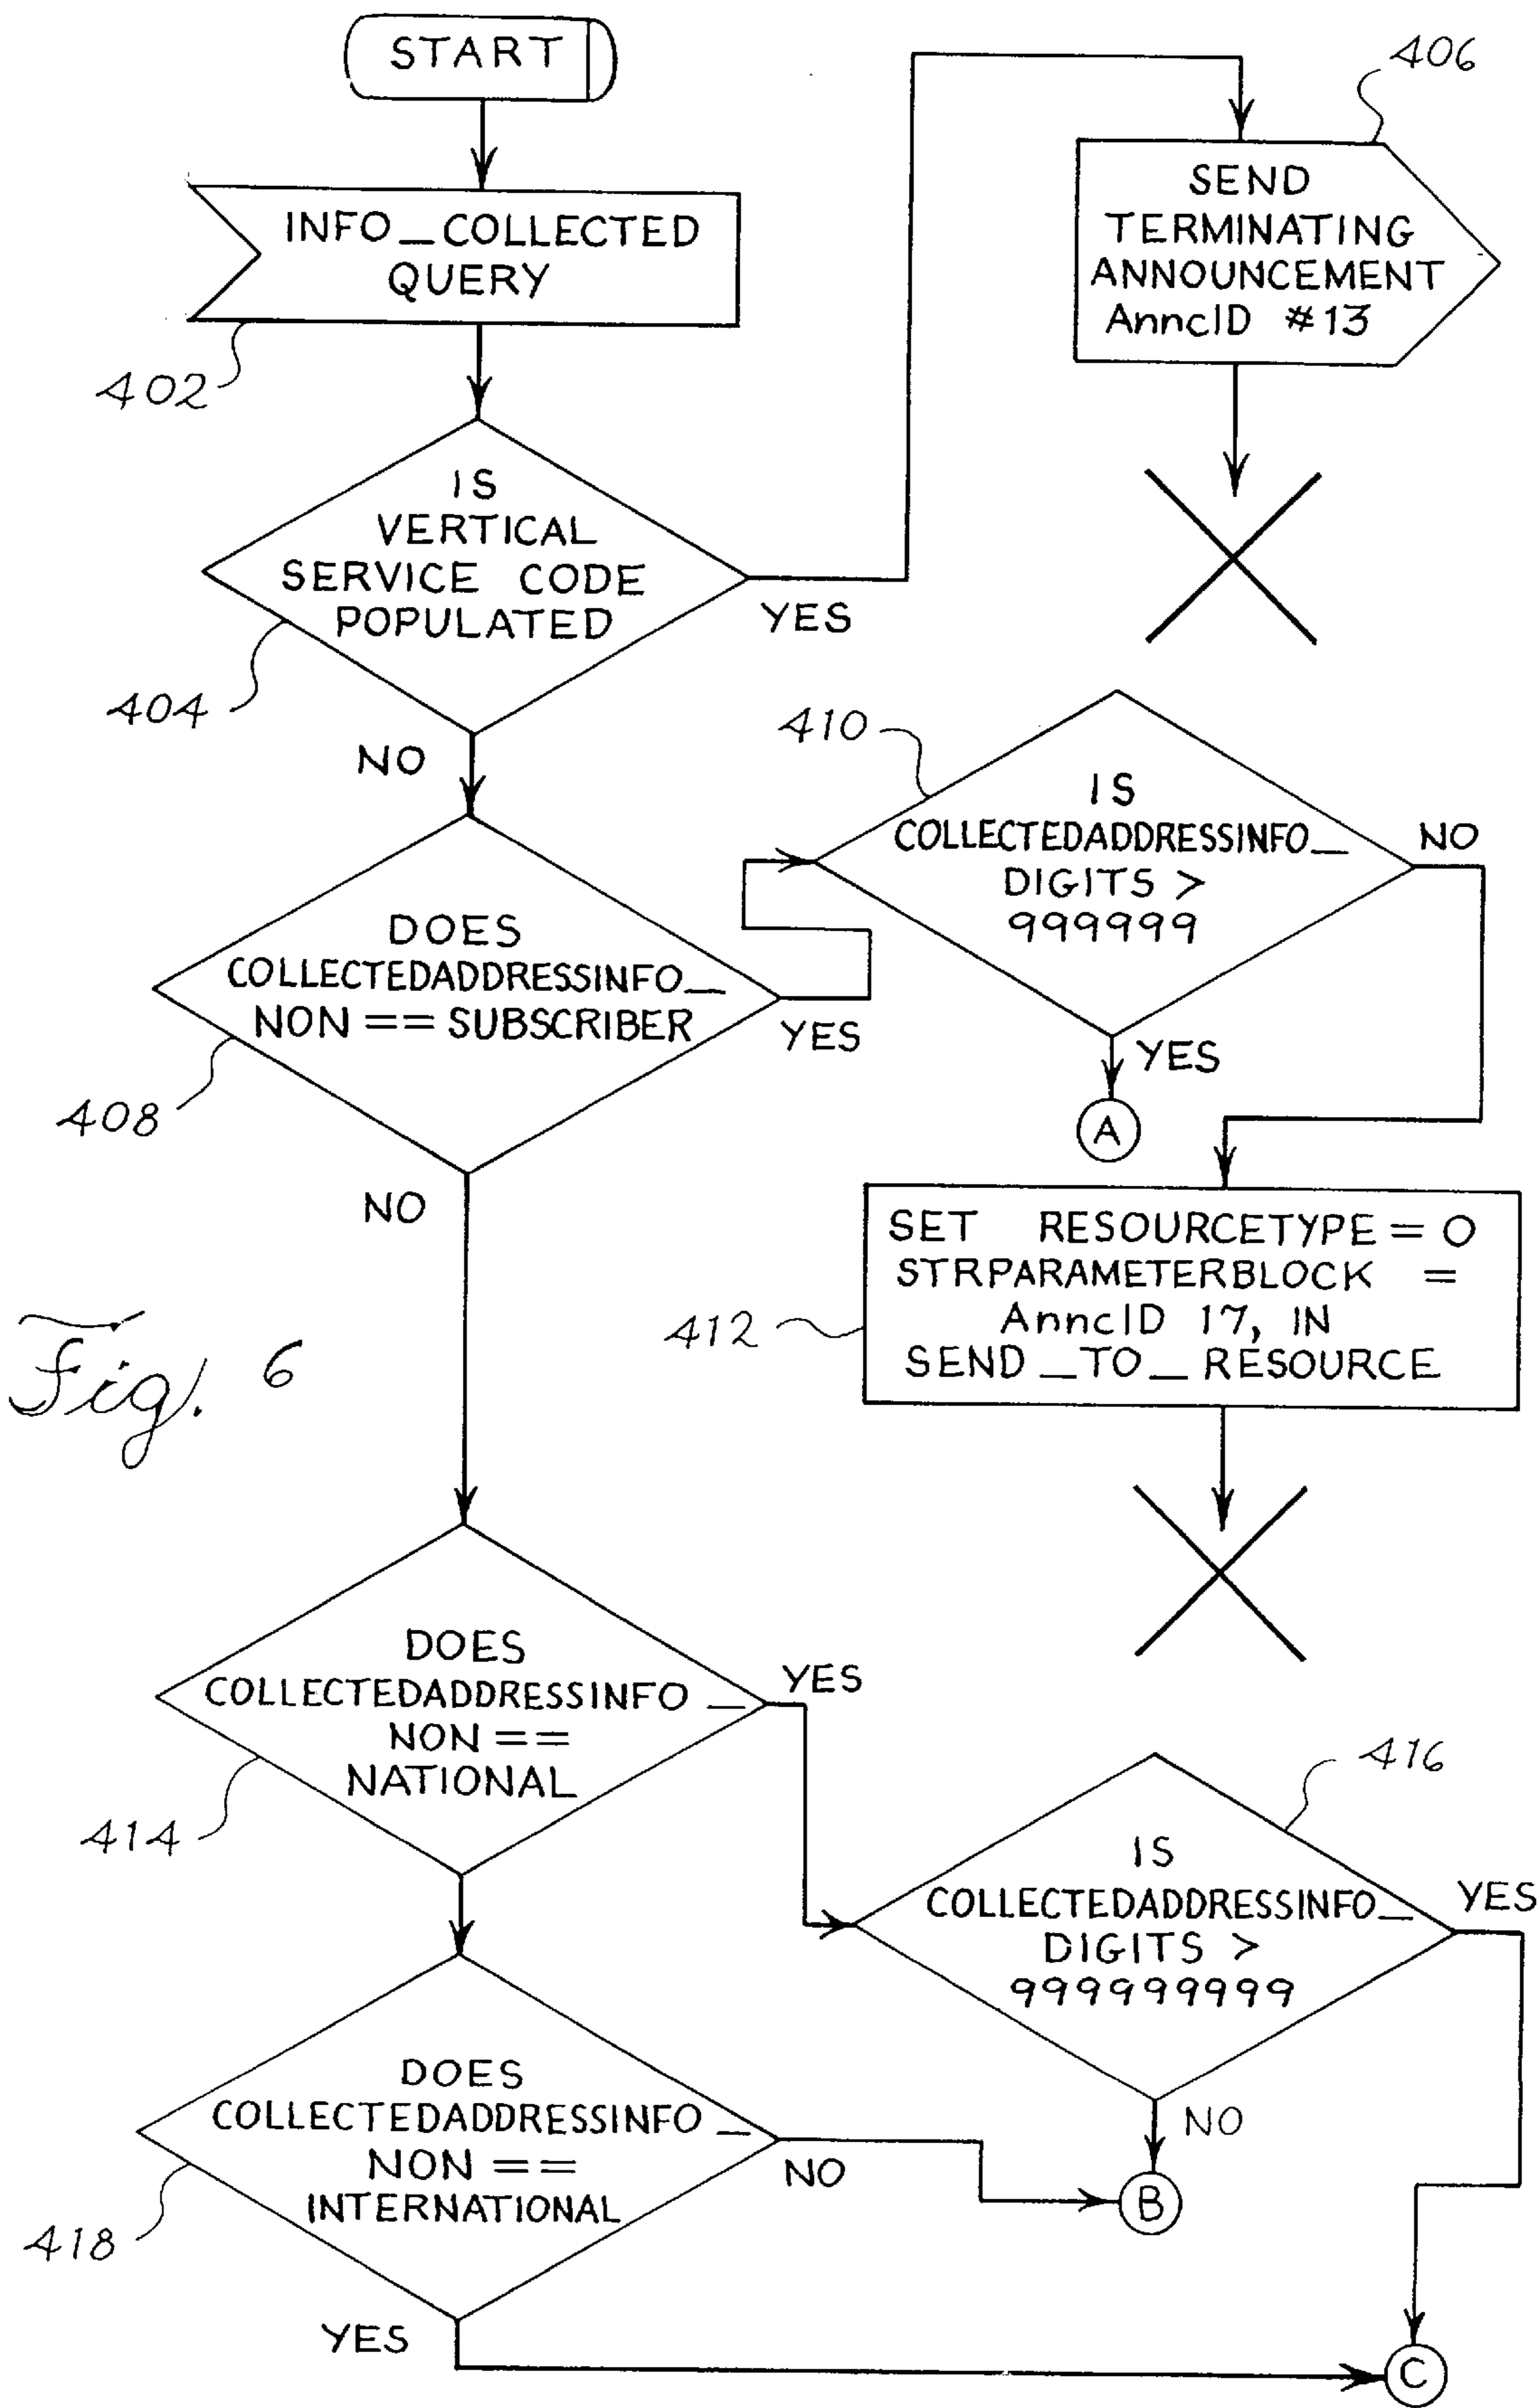 START
406
INFO_COLLECTED
QUERY
402
SEND
TERMINATING
ANNOUNCEMENT
AnncID #13
IS
VERTICAL
SERVICE CODE
POPULATED
YES
404
NO
410
IS
COLLECTEDADDRESSINFO_
DIGITS >
999999
NO
YES
A
DOES
COLLECTEDADDRESSINFO_
NON == SUBSCRIBER
YES
408
NO
SET RESOURCETYPE = 0
STRPARAMETERBLOCK =
AnncID 17, IN
SEND_TO_RESOURCE
412
Fig. 6
DOES
COLLECTEDADDRESSINFO_
NON ==
NATIONAL
YES
414
416
IS
COLLECTEDADDRESSINFO_
DIGITS >
999999999
YES
NO
DOES
COLLECTEDADDRESSINFO_
NON ==
INTERNATIONAL
NO
B
418
YES
C